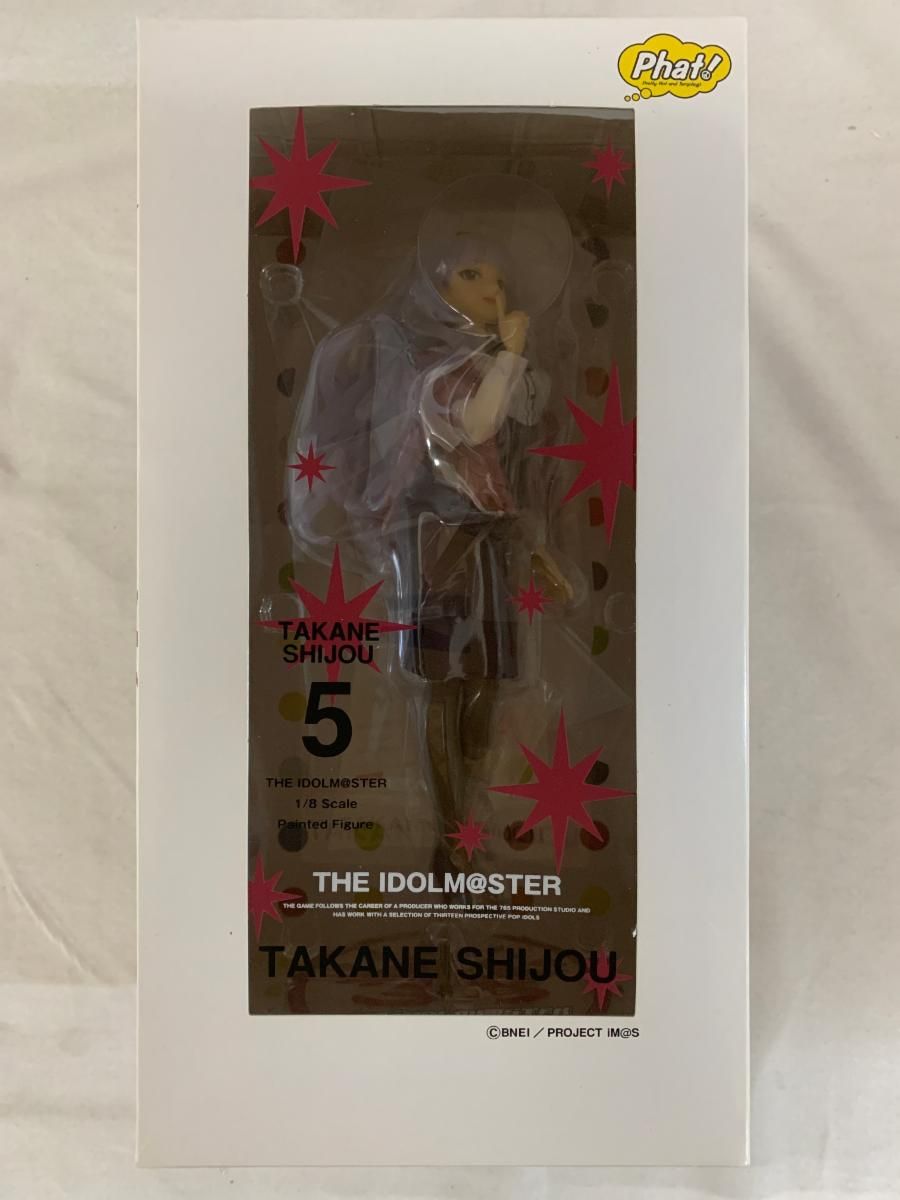 Phat!
TAKANE
SHIJOU
5
THE IDOLM@STER
1/8 Scale
Painted Figure
THE IDOLM@STER
THE GAME FOLLOWS THE CAREER OF A PRODUCER WHO WORKS FOR THE 765 PRODUCTION STUDIO AND
HAS WORK WITH A SELECTION OF THIRTEEN PROSPECTIVE POP IDOLS
TAKANE SHIJOU
©BNEI / PROJECT iM@S